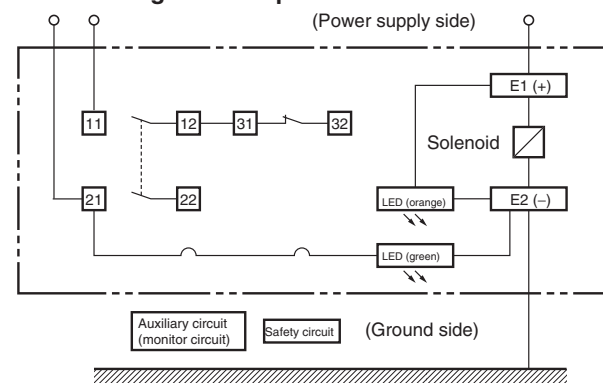 (Power supply side)
E1 (+)
11
12
31
32
Solenoid
21
22
LED (orange)
E2 (−)
LED (green)
Auxiliary circuit
(monitor circuit)
Safety circuit
(Ground side)